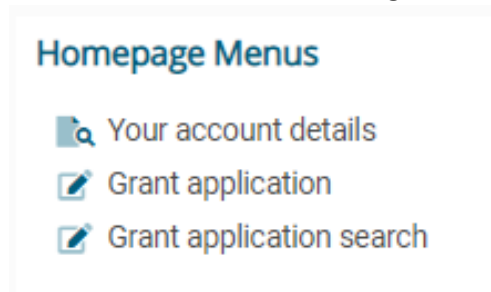 Homepage Menus
Your account details
Grant application
Grant application search